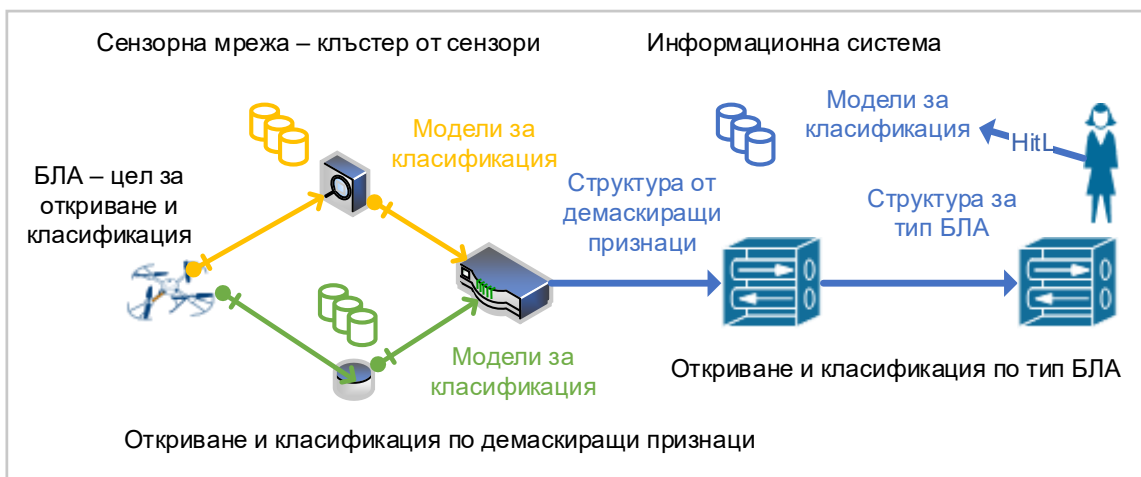 Сензорна мрежа – клъстер от сензори
Информационна система
Модели за
класификация
Модели за
класификация
HitL
БЛА – цел за
откриване и
класификация
Структура от
демаскиращи
признаци
Структура за
тип БЛА
Модели за
класификация
Откриване и класификация по тип БЛА
Откриване и класификация по демаскиращи признаци